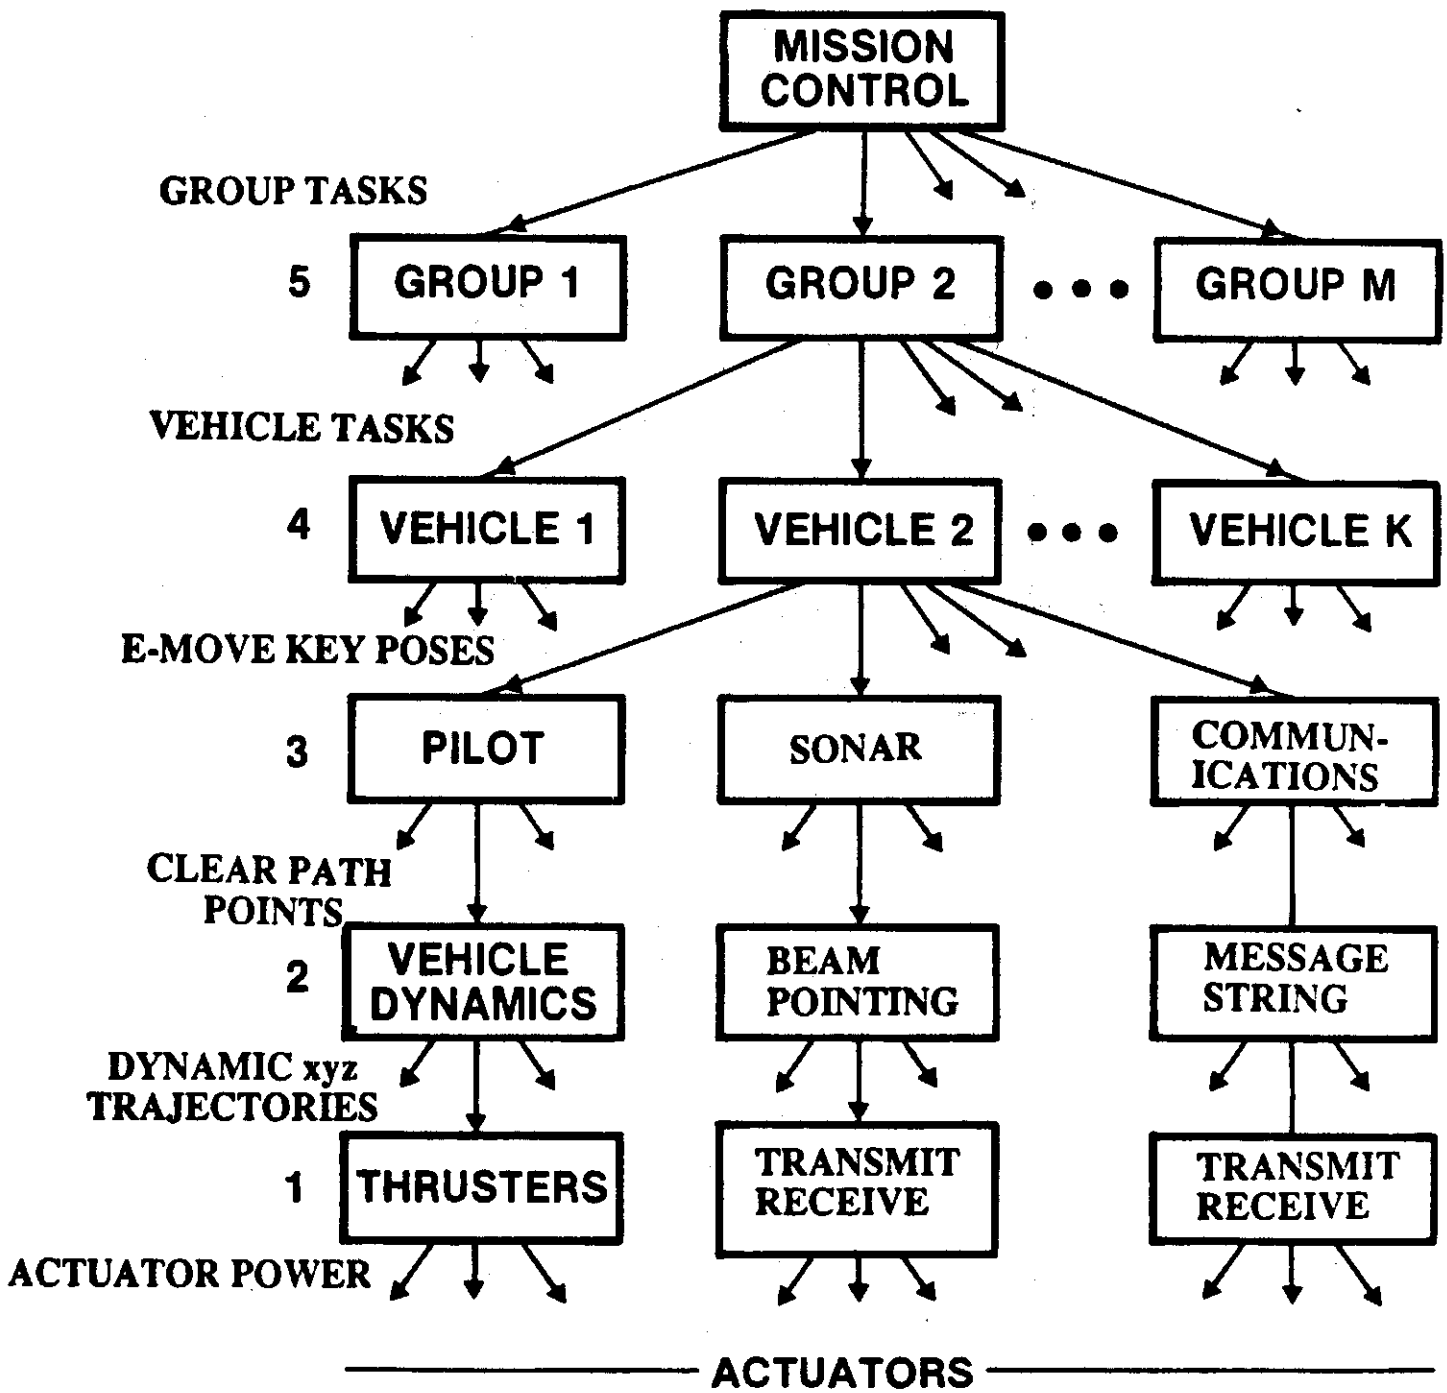 MISSION
CONTROL
GROUP TASKS
5
GROUP 1
GROUP 2
GROUP M
VEHICLE TASKS
4
VEHICLE 1
VEHICLE 2
VEHICLE K
E-MOVE KEY POSES
3
PILOT
SONAR
COMMUN-
ICATIONS
CLEAR PATH
POINTS
2
VEHICLE
DYNAMICS
BEAM
POINTING
MESSAGE
STRING
DYNAMIC xyz
TRAJECTORIES
1
THRUSTERS
TRANSMIT
RECEIVE
TRANSMIT
RECEIVE
ACTUATOR POWER
ACTUATORS